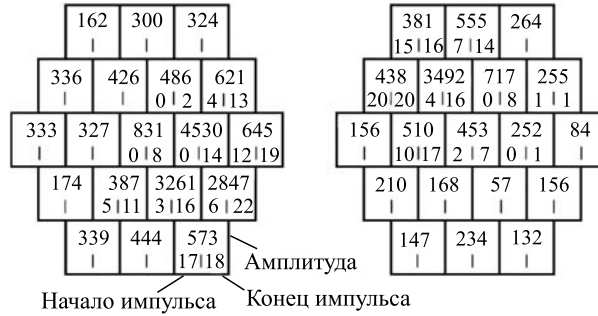 162 300 324
336 426 486 621
0 2 4 13
333 327 831 4530 645
0 8 0 14 12 19
174 387 3261 2847
5 11 3 16 6 22
339 444 573
17 18
Амплитуда
Начало импульса
Конец импульса
381 555 264
15 16 7 14
438 3492 717 255
20 20 4 16 0 8 1 1
156 510 453 252 84
10 17 2 7 0 1
210 168 57 156
147 234 132